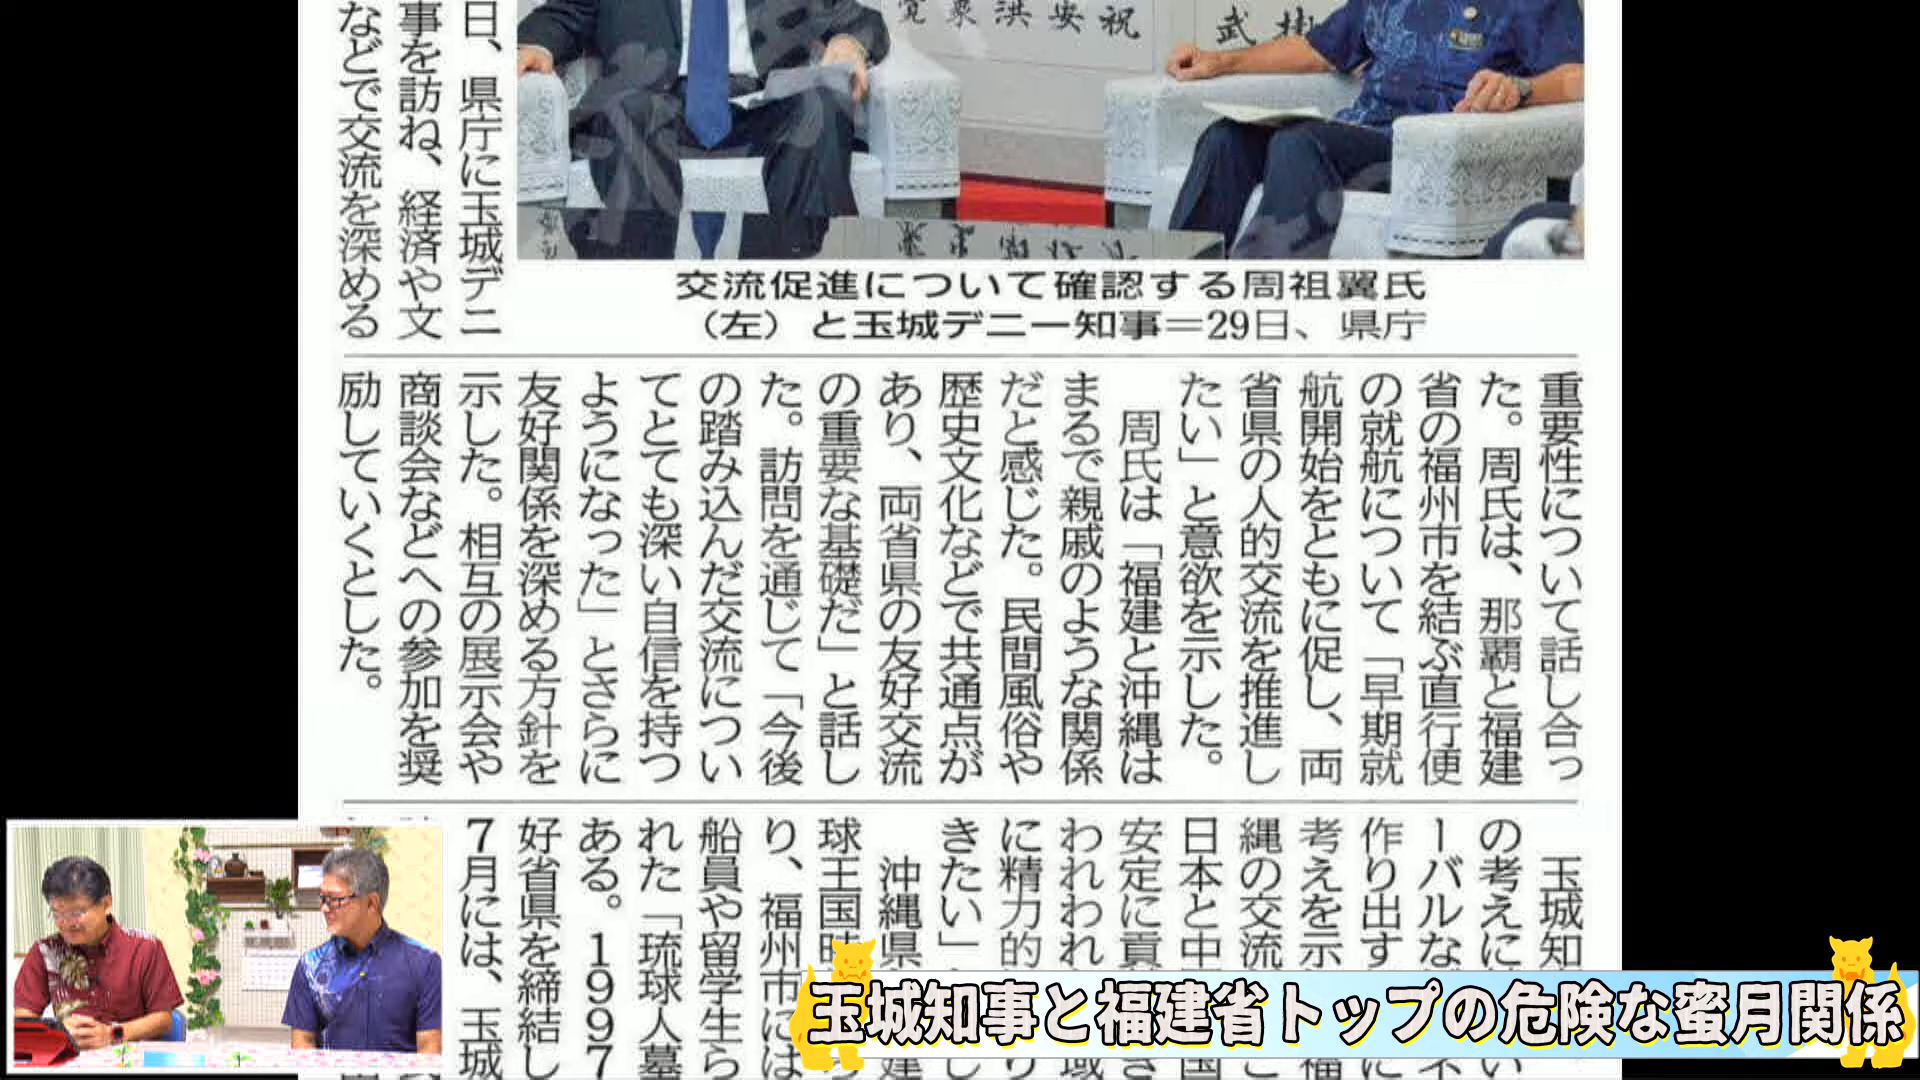 覚衆洪安祝
武
日、県庁に玉城デニ
事を訪ね、経済や文
などで交流を深める
交流促進について確認する周祖翼氏
（左）と玉城デニー知事＝29日、県庁
重要性について話し合っ
た。周氏は、那覇と福建
省の福州市を結ぶ直行便
の就航について「早期就
航開始をともに促し、両
省県の人的交流を推進し
たい」と意欲を示した。
周氏は「福建と沖縄は
まるで親戚のような関係
だと感じた。民間風俗や
歴史文化などで共通点が
あり、両省県の友好交流
の重要な基礎だ」と話し
た。訪問を通じて「今後
の踏み込んだ交流につい
てとても深い自信を持つ
ようになった」とさらに
友好関係を深める方針を
示した。相互の展示会や
商談会などへの参加を奨
励していくとした。
玉城知
の考えに
ーバルな
作り出す
考えを示
縄の交流
日本と中
安定に貢
われわれ
に精力的
きたい」
沖縄県
球王国時
り、福州市には
船員や留学生ら
れた「琉球人墓
ある。１９９７
好省県を締結し
７月には、玉城
玉城知事と福建省トップの危険な蜜月関係